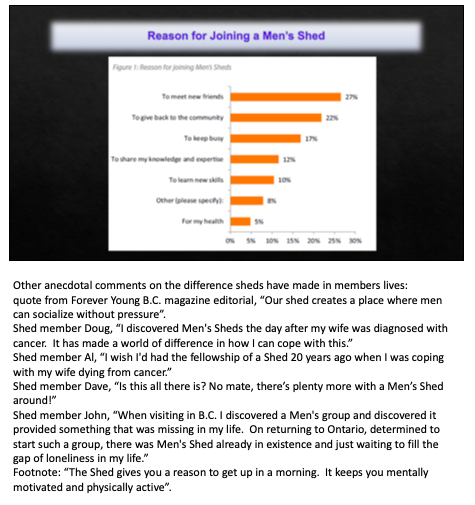 Reason for Joining a Men's Shed
Figure 1: Reason for joining Men's Sheds
To meet new friends 27%
To give back to the community 22%
To keep busy 17%
To share my knowledge and expertise 12%
To learn new skills 10%
Other (please specify): 8%
For my health 5%
0% 5% 10% 15% 20% 25% 30%
Other anecdotal comments on the difference sheds have made in members lives:
quote from Forever Young B.C. magazine editorial, “Our shed creates a place where men
can socialize without pressure”.
Shed member Doug, “I discovered Men's Sheds the day after my wife was diagnosed with
cancer.  It has made a world of difference in how I can cope with this.”
Shed member Al, “I wish I'd had the fellowship of a Shed 20 years ago when I was coping
with my wife dying from cancer.”
Shed member Dave, “Is this all there is? No mate, there’s plenty more with a Men’s Shed
around!”
Shed member John, “When visiting in B.C. I discovered a Men's group and discovered it
provided something that was missing in my life.  On returning to Ontario, determined to
start such a group, there was Men's Shed already in existence and just waiting to fill the
gap of loneliness in my life.”
Footnote: “The Shed gives you a reason to get up in a morning.  It keeps you mentally
motivated and physically active”.